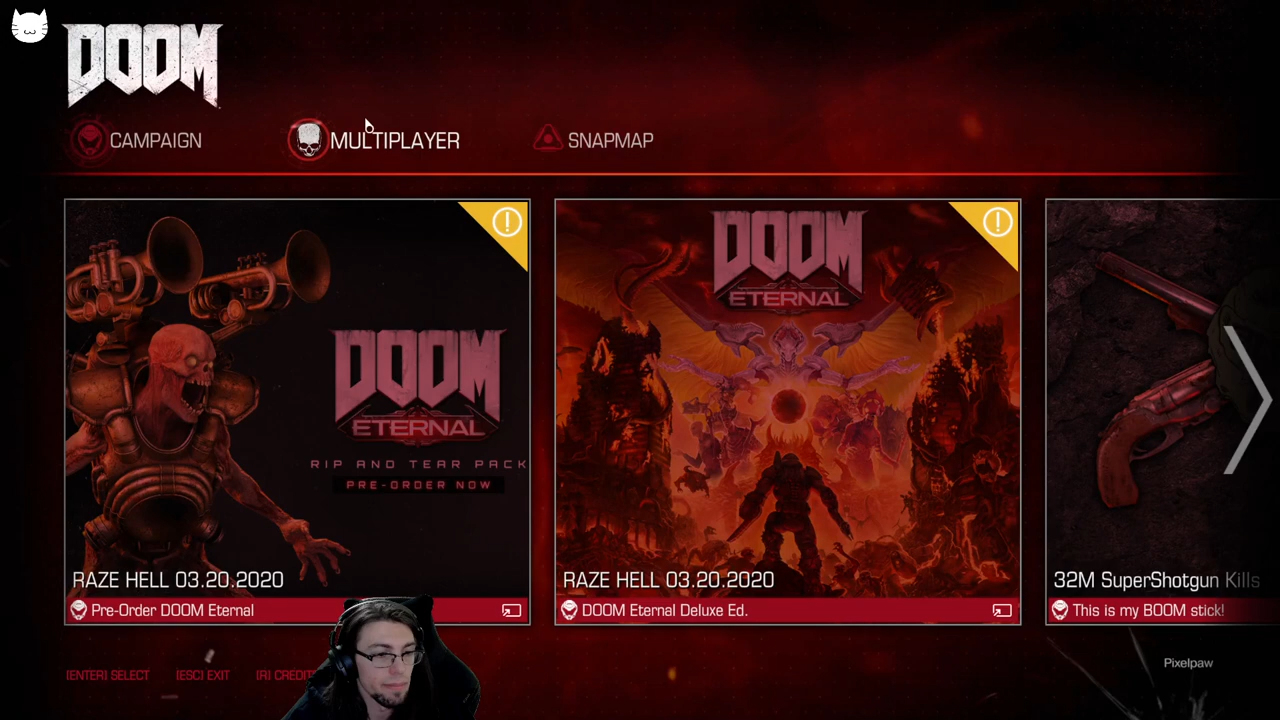 DOOM
CAMPAIGN
MULTIPLAYER
SNAPMAP
DOOM
ETERNAL
RIP AND TEAR PACK
PRE-ORDER NOW
RAZE HELL 03.20.2020
Pre-Order DOOM Eternal
DOOM
ETERNAL
RAZE HELL 03.20.2020
DOOM Eternal Deluxe Ed.
32M SuperShotgun Kills
This is my BOOM stick!
[ENTER] SELECT
[ESC] EXIT
[R] CREDITS
Pixelpaw